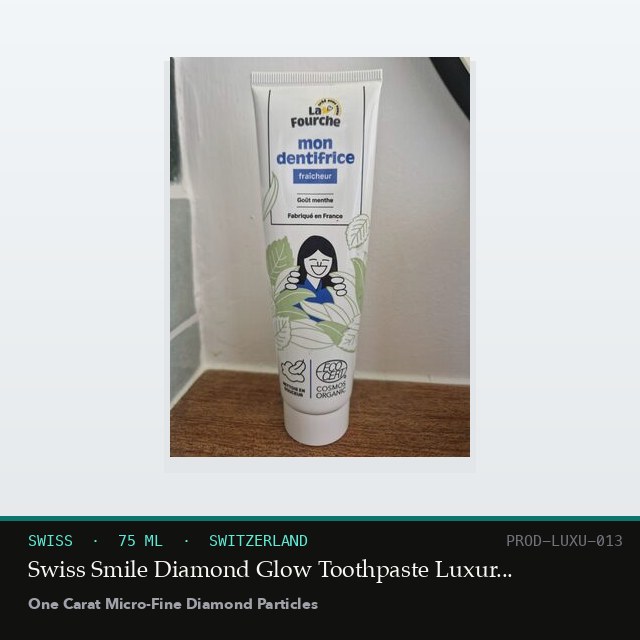 La
Fourche
mon
dentifrice
fraîcheur
Goût menthe
Fabriqué en France
ECO
CERT
COSMOS
ORGANIC
SWISS · 75 ML · SWITZERLAND
PROD–LUXU–013
Swiss Smile Diamond Glow Toothpaste Luxur...
One Carat Micro-Fine Diamond Particles